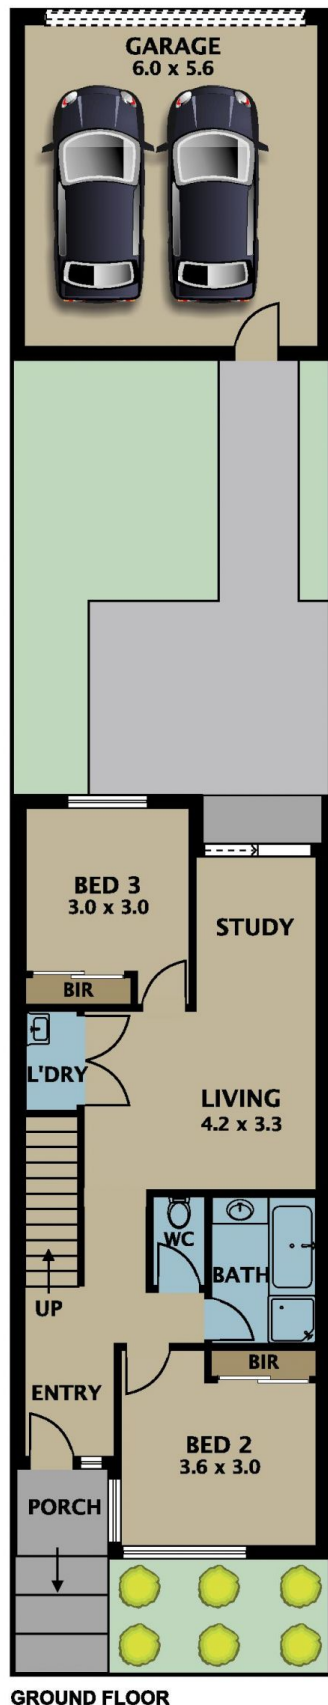 GARAGE
6.0 x 5.6
BED 3
3.0 x 3.0
STUDY
BIR
L'DRY
LIVING
4.2 x 3.3
WC
BATH
UP
BIR
ENTRY
BED 2
3.6 x 3.0
PORCH
GROUND FLOOR